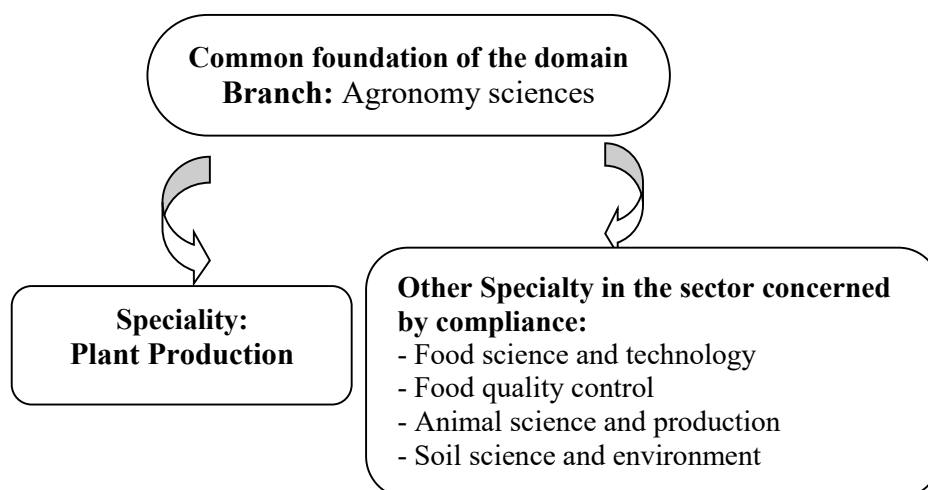 Common foundation of the domain
Branch: Agronomy sciences
Speciality:
Plant Production
Other Specialty in the sector concerned
by compliance:
- Food science and technology
- Food quality control
- Animal science and production
- Soil science and environment